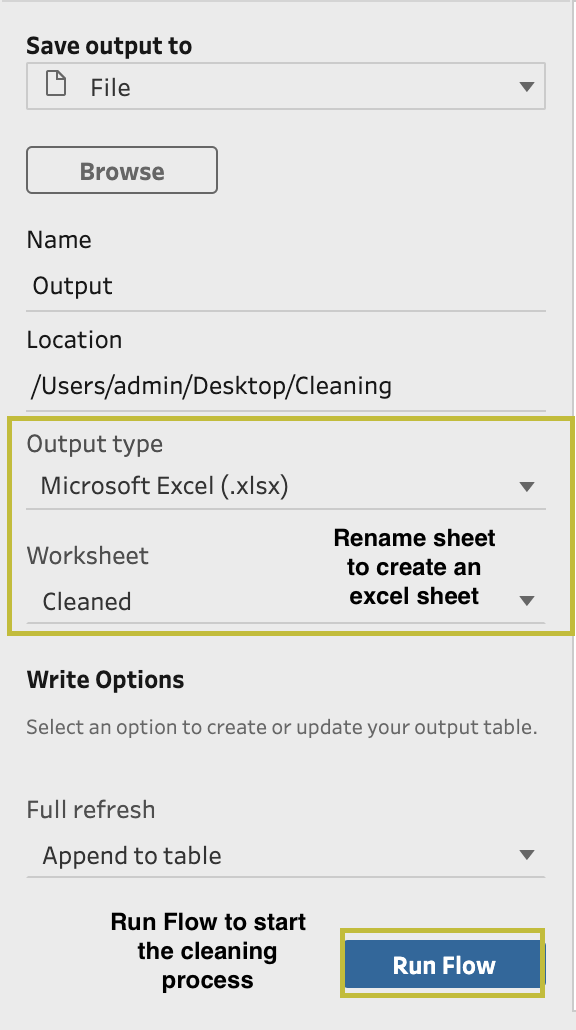 Save output to
File
Browse
Name
Output
Location
/Users/admin/Desktop/Cleaning
Output type
Microsoft Excel (.xlsx)
Worksheet
Cleaned
Rename sheet
to create an
excel sheet
Write Options
Select an option to create or update your output table.
Full refresh
Append to table
Run Flow to start
the cleaning
process
Run Flow